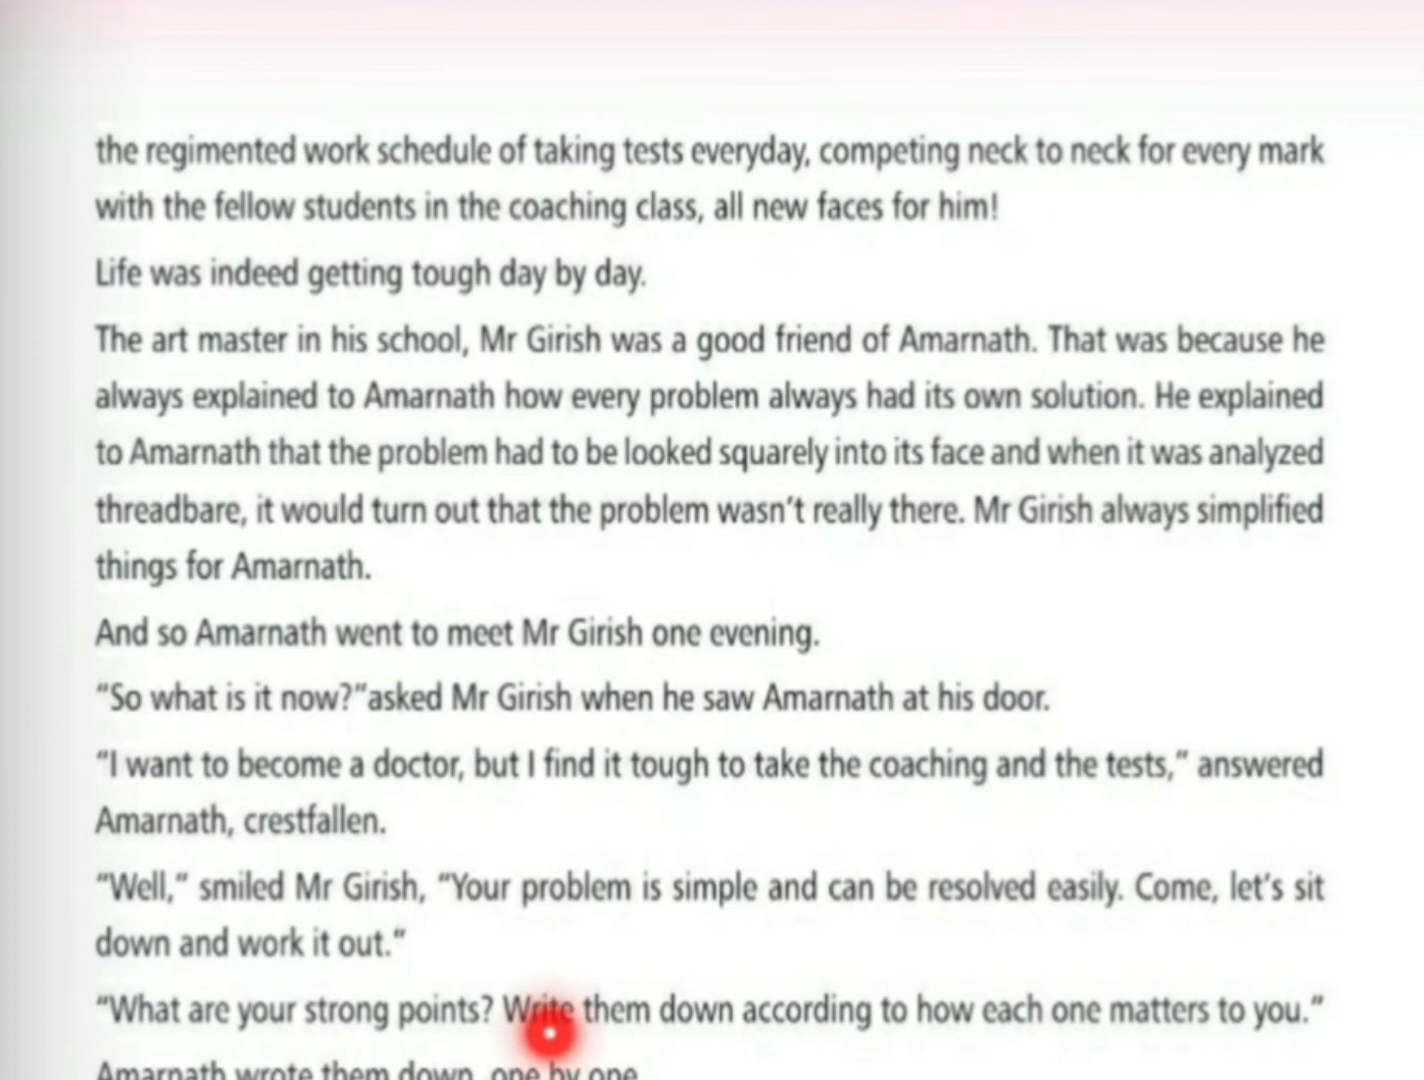 the regimented work schedule of taking tests everyday, competing neck to neck for every mark
with the fellow students in the coaching class, all new faces for him!
Life was indeed getting tough day by day.
The art master in his school, Mr Girish was a good friend of Amarnath. That was because he
always explained to Amarnath how every problem always had its own solution. He explained
to Amarnath that the problem had to be looked squarely into its face and when it was analyzed
threadbare, it would turn out that the problem wasn't really there. Mr Girish always simplified
things for Amarnath.
And so Amarnath went to meet Mr Girish one evening.
“So what is it now?”asked Mr Girish when he saw Amarnath at his door.
“I want to become a doctor, but I find it tough to take the coaching and the tests,” answered
Amarnath, crestfallen.
“Well,” smiled Mr Girish, “Your problem is simple and can be resolved easily. Come, let's sit
down and work it out.”
“What are your strong points? Write them down according to how each one matters to you.”
Amarnath wrote them down, one by one.